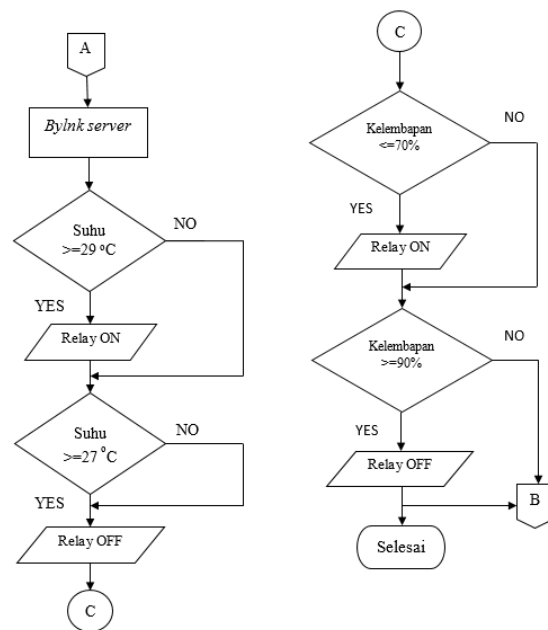 A
Bylnk server
Suhu
>=29 ºC
NO
YES
Relay ON
Suhu
>=27 ⁰C
NO
YES
Relay OFF
C
C
Kelembapan
<=70%
NO
YES
Relay ON
Kelembapan
>=90%
NO
YES
Relay OFF
B
Selesai